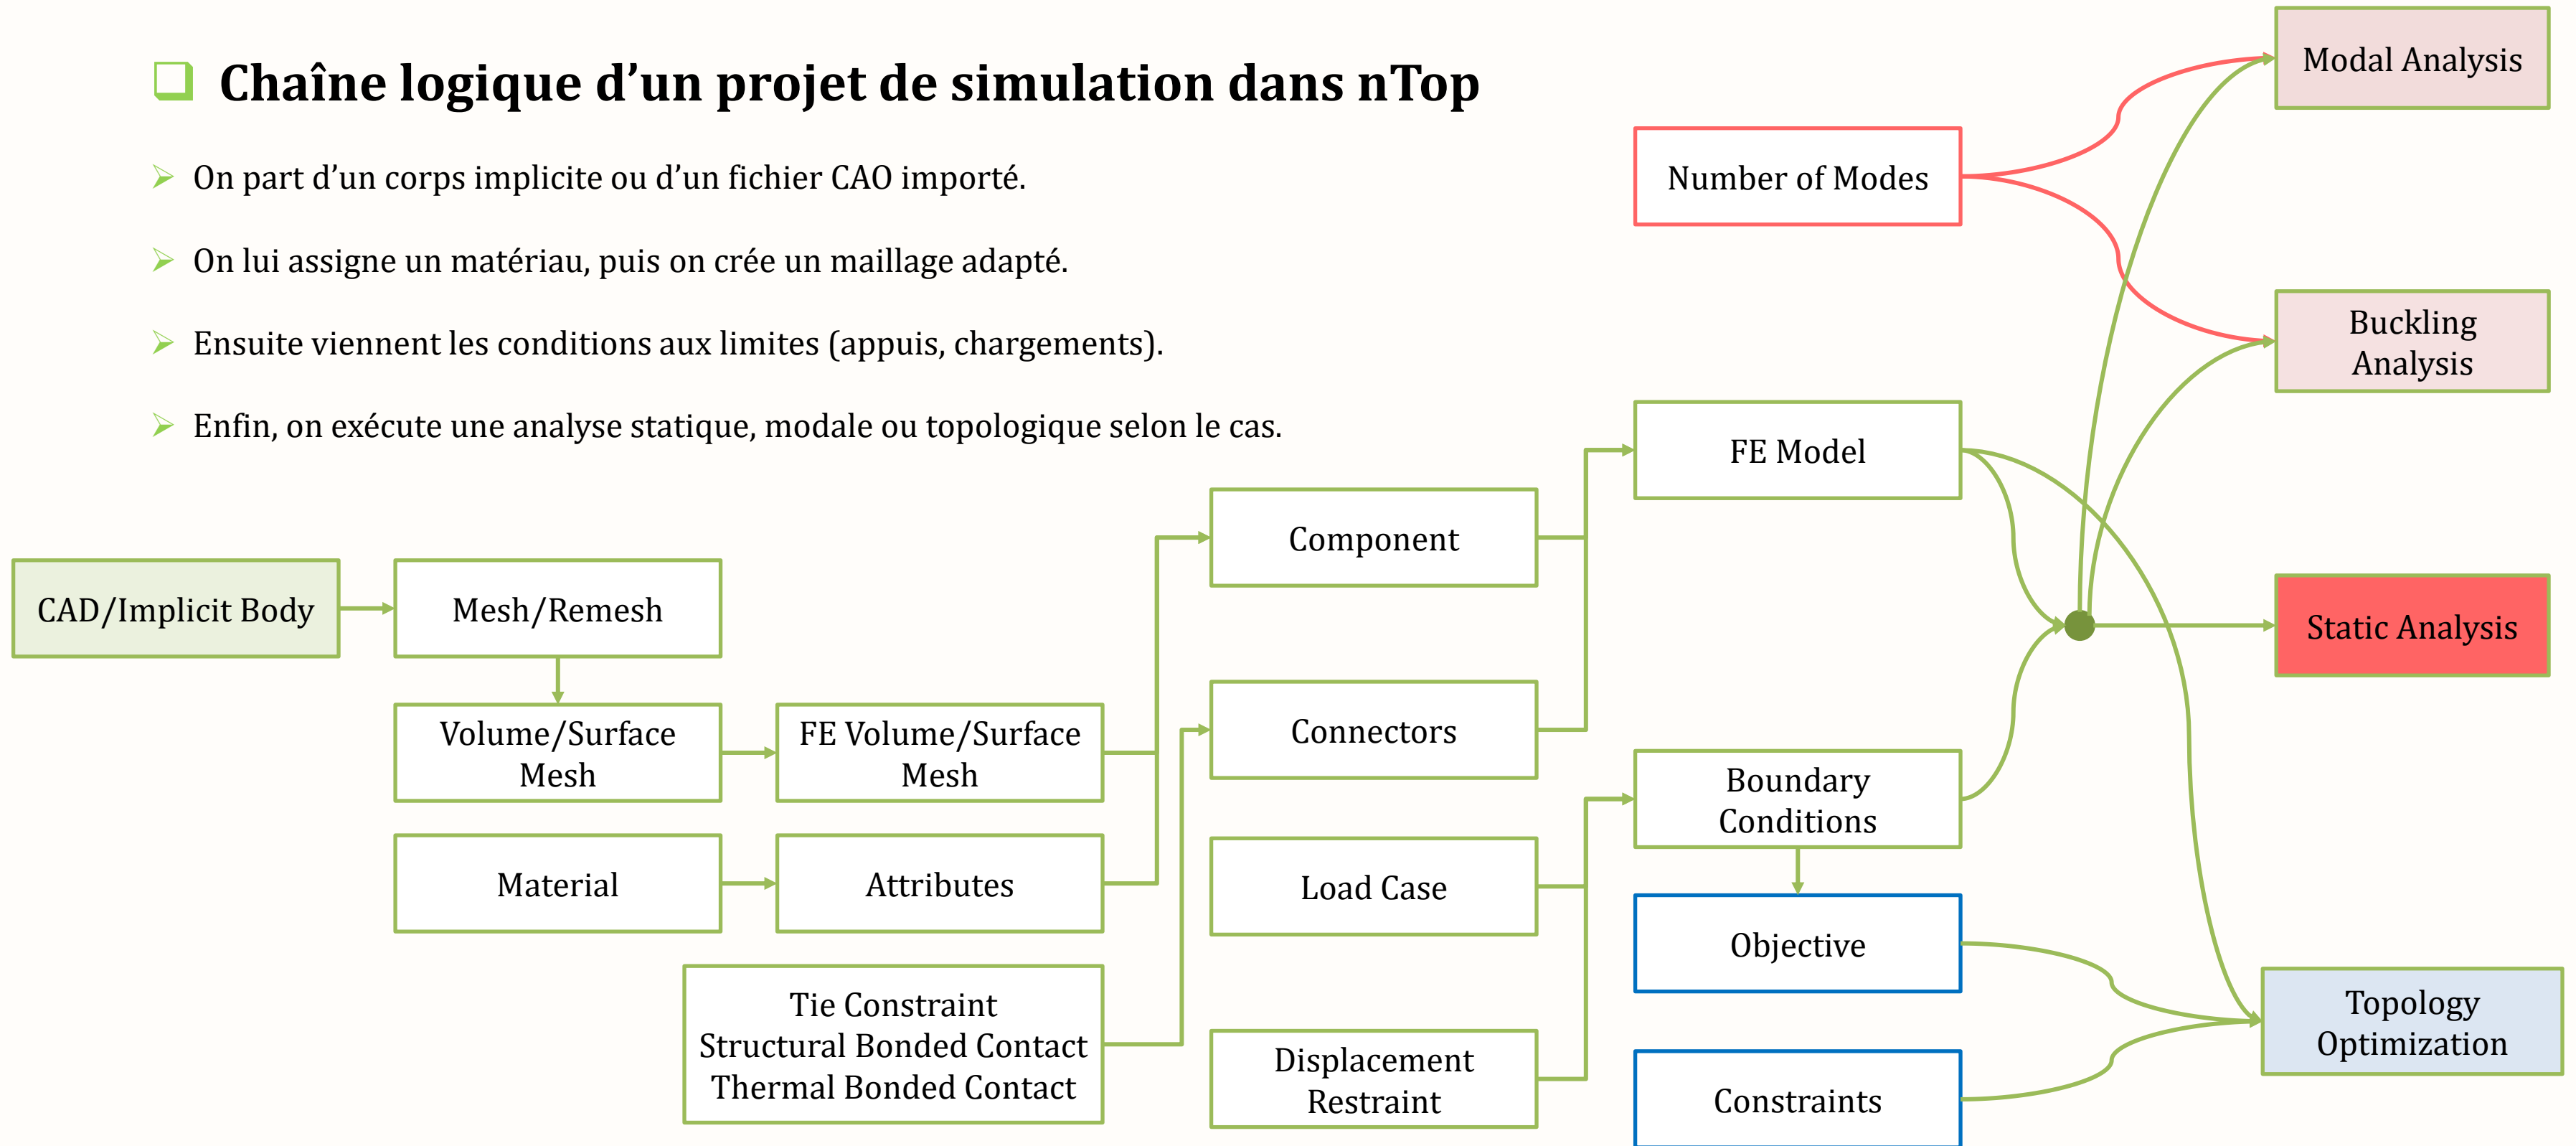 Chaîne logique d’un projet de simulation dans nTop
On part d’un corps implicite ou d’un fichier CAO importé.
On lui assigne un matériau, puis on crée un maillage adapté.
Ensuite viennent les conditions aux limites (appuis, chargements).
Enfin, on exécute une analyse statique, modale ou topologique selon le cas.
CAD/Implicit Body
Mesh/Remesh
Volume/Surface
Mesh
FE Volume/Surface
Mesh
Material
Attributes
Tie Constraint
Structural Bonded Contact
Thermal Bonded Contact
Component
Connectors
Load Case
Displacement
Restraint
Number of Modes
FE Model
Boundary
Conditions
Objective
Constraints
Modal Analysis
Buckling
Analysis
Static Analysis
Topology
Optimization